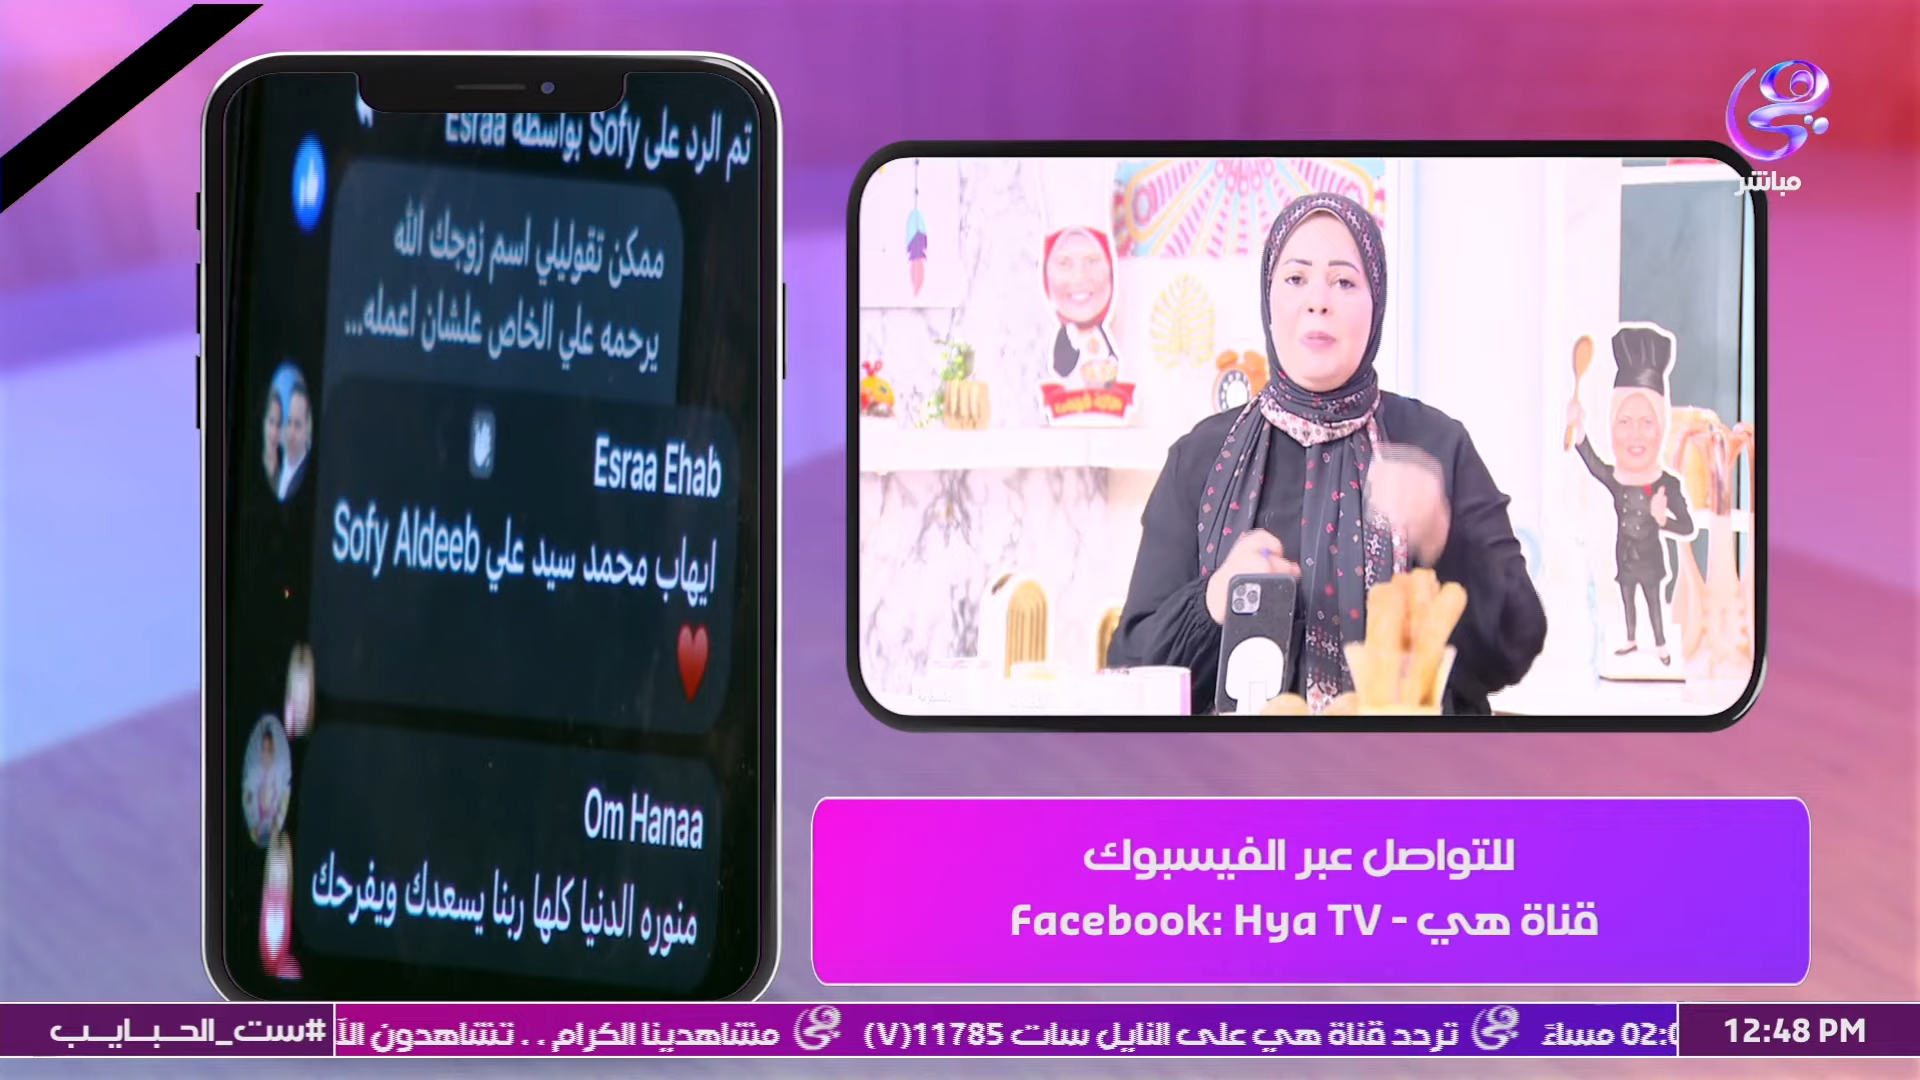 مباشر
تم الرد على Sofy بواسطة Esraa
ممكن تقوليلي اسم زوجك الله
يرحمه علي الخاص علشان اعمله...
Esraa Ehab
ايهاب محمد سيد علي Sofy Aldeeb
❤️
Om Hanaa
منوره الدنيا كلها ربنا يسعدك ويفرحك
للتواصل عبر الفيسبوك
قناة هي - Facebook: Hya TV
12:48 PM
مساءً تردد قناة هي على النايل سات 11785(V) مشاهدينا الكرام . . تشاهدون
#ست_الحبايب